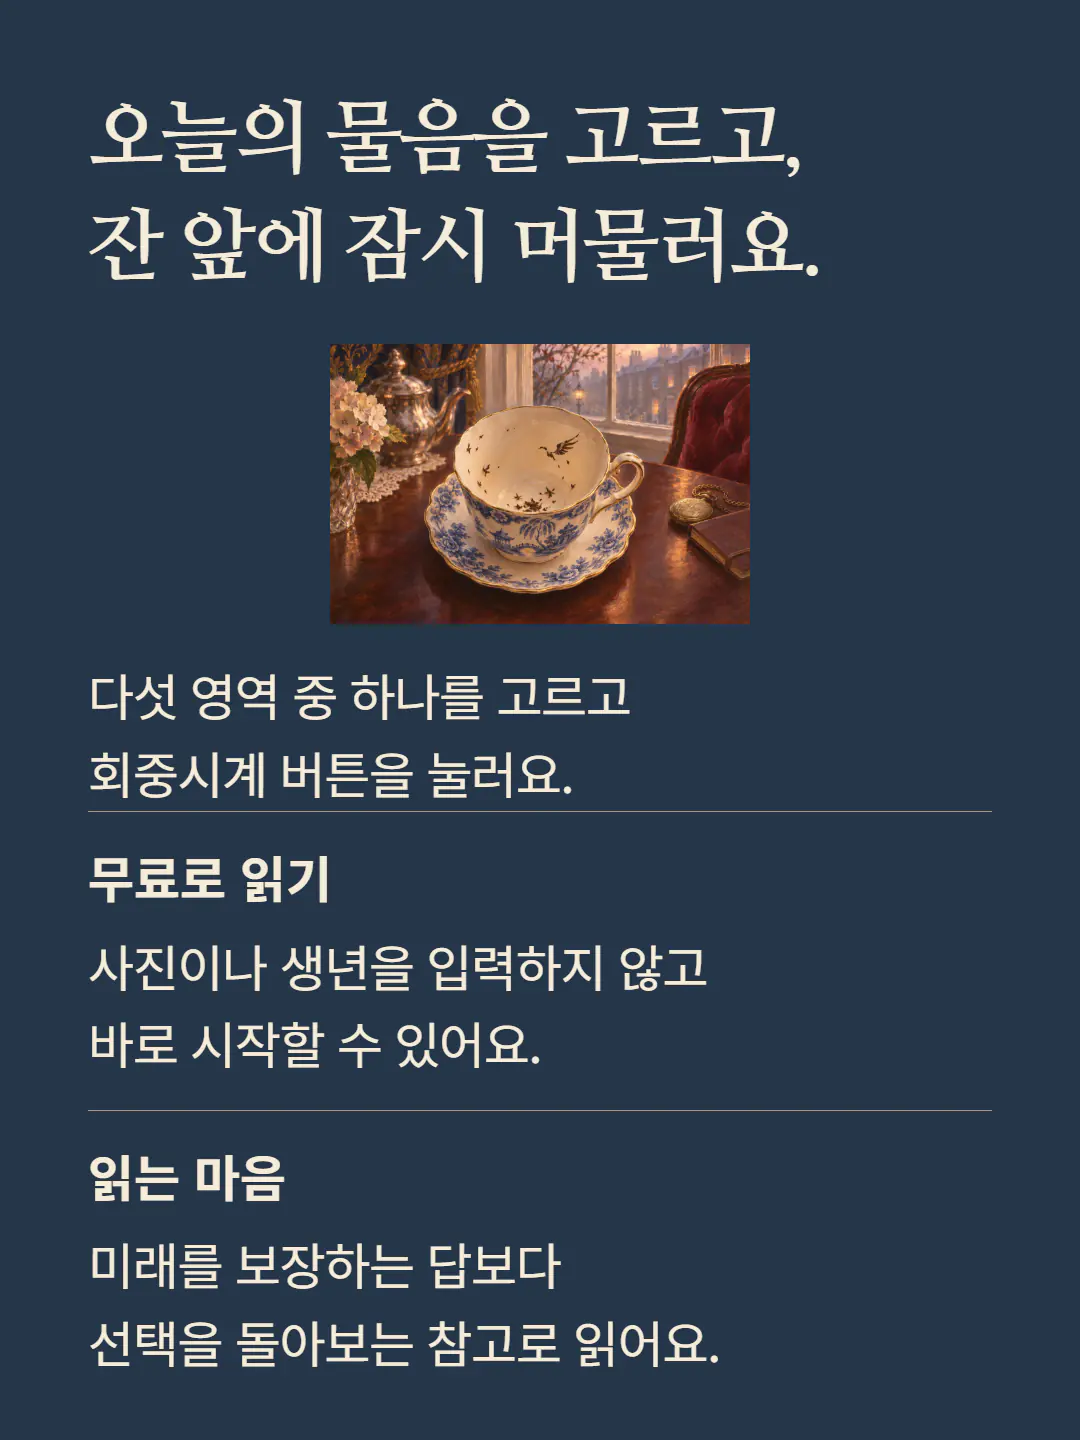 오늘의 물음을 고르고,
잔 앞에 잠시 머물러요.
다섯 영역 중 하나를 고르고
회중시계 버튼을 눌러요.
무료로 읽기
사진이나 생년을 입력하지 않고
바로 시작할 수 있어요.
읽는 마음
미래를 보장하는 답보다
선택을 돌아보는 참고로 읽어요.